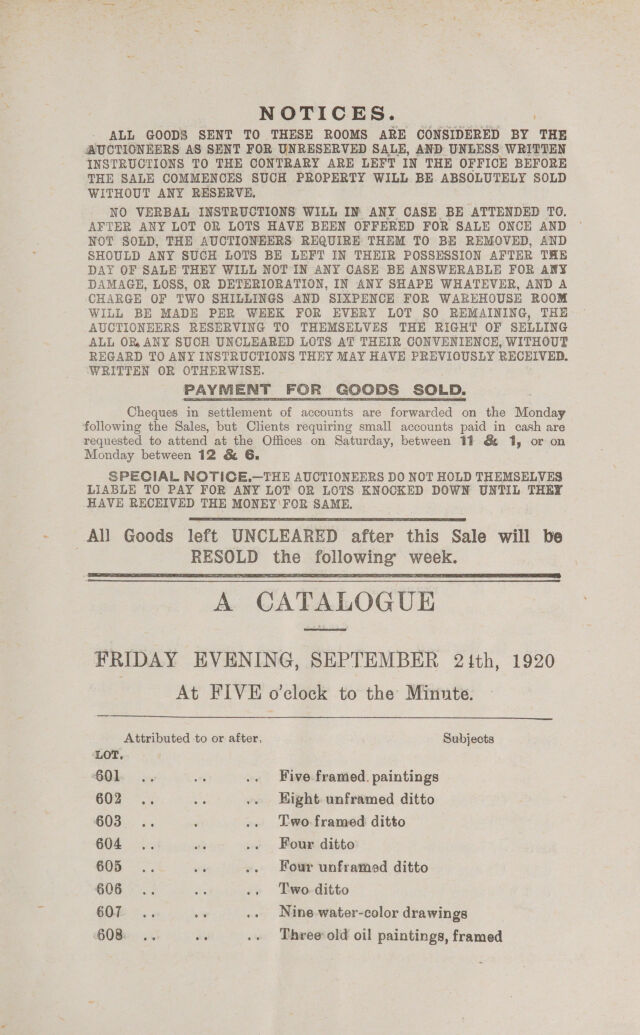 NOTICES.
ALL GOODS SENT TO THESE ROOMS ARE CONSIDERED BY THE
AUCTIONEERS AS SENT FOR UNRESERVED SALE, AND UNLESS WRITTEN
INSTRUCTIONS TO THE CONTRARY ARE LEFT IN THE OFFICE BEFORE
THE SALE COMMENCES SUCH PROPERTY WILL BE ABSOLUTELY SOLD
WITHOUT ANY RESERVE.
NO VERBAL INSTRUCTIONS WILL IN ANY CASE BE ATTENDED TO.
AFTER ANY LOT OR LOTS HAVE BEEN OFFERED FOR SALE ONCE AND
NOT SOLD, THE AUCTIONEERS REQUIRE THEM TO BE REMOVED, AND
SHOULD ANY SUCH LOTS BE LEFT IN THEIR POSSESSION AFTER THE
DAY OF SALE THEY WILL NOT IN ANY CASE BE ANSWERABLE FOR ANY
DAMAGE, LOSS, OR DETERIORATION, IN ANY SHAPE WHATEVER, AND A
CHARGE OF TWO SHILLINGS AND SIXPENCE FOR WAREHOUSE ROOM
WILL BE MADE PER WEEK FOR EVERY LOT SO REMAINING, THE
AUCTIONEERS RESERVING TO THEMSELVES THE RIGHT OF SELLING
ALL OR ANY SUCH UNCLEARED LOTS AT THEIR CONVENIENCE, WITHOUT
REGARD TO ANY INSTRUCTIONS THEY MAY HAVE PREVIOUSLY RECEIVED.
WRITTEN OR OTHERWISE.
PAYMENT FOR GOODS SOLD.
Cheques in settlement of accounts are forwarded on the Monday
following the Sales, but Clients requiring small accounts paid in cash are
requested to attend at the Offices on Saturday, between 11 & 1, or on
Monday between 12 & 6.
SPECIAL NOTICE.—THE AUCTIONEERS DO NOT HOLD THEMSELVES
LIABLE TO PAY FOR ANY LOT OR LOTS KNOCKED DOWN UNTIL THEY
HAVE RECEIVED THE MONEY FOR SAME.
All Goods left UNCLEARED after this Sale will be
RESOLD the following week.
A CATALOGUE
FRIDAY EVENING, SEPTEMBER 24th, 1920
At FIVE o'clock to the Minute.
Attributed to or after. Subjects
LOT.
601 .. .. .. Five framed paintings
602 .. .. .. Eight unframed ditto
603 .. . .. Two framed ditto
604 .. .. .. Four ditto
605 .. .. .. Four unframed ditto
606 .. .. .. Two ditto
607 .. .. .. Nine water-color drawings
608 .. .. .. Three old oil paintings, framed